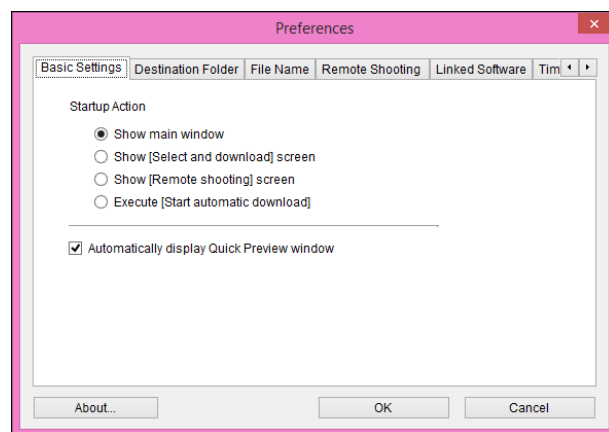 Preferences
Basic Settings Destination Folder File Name Remote Shooting Linked Software Tim
Startup Action
Show main window
Show [Select and download] screen
Show [Remote shooting] screen
Execute [Start automatic download]
Automatically display Quick Preview window
About... OK Cancel